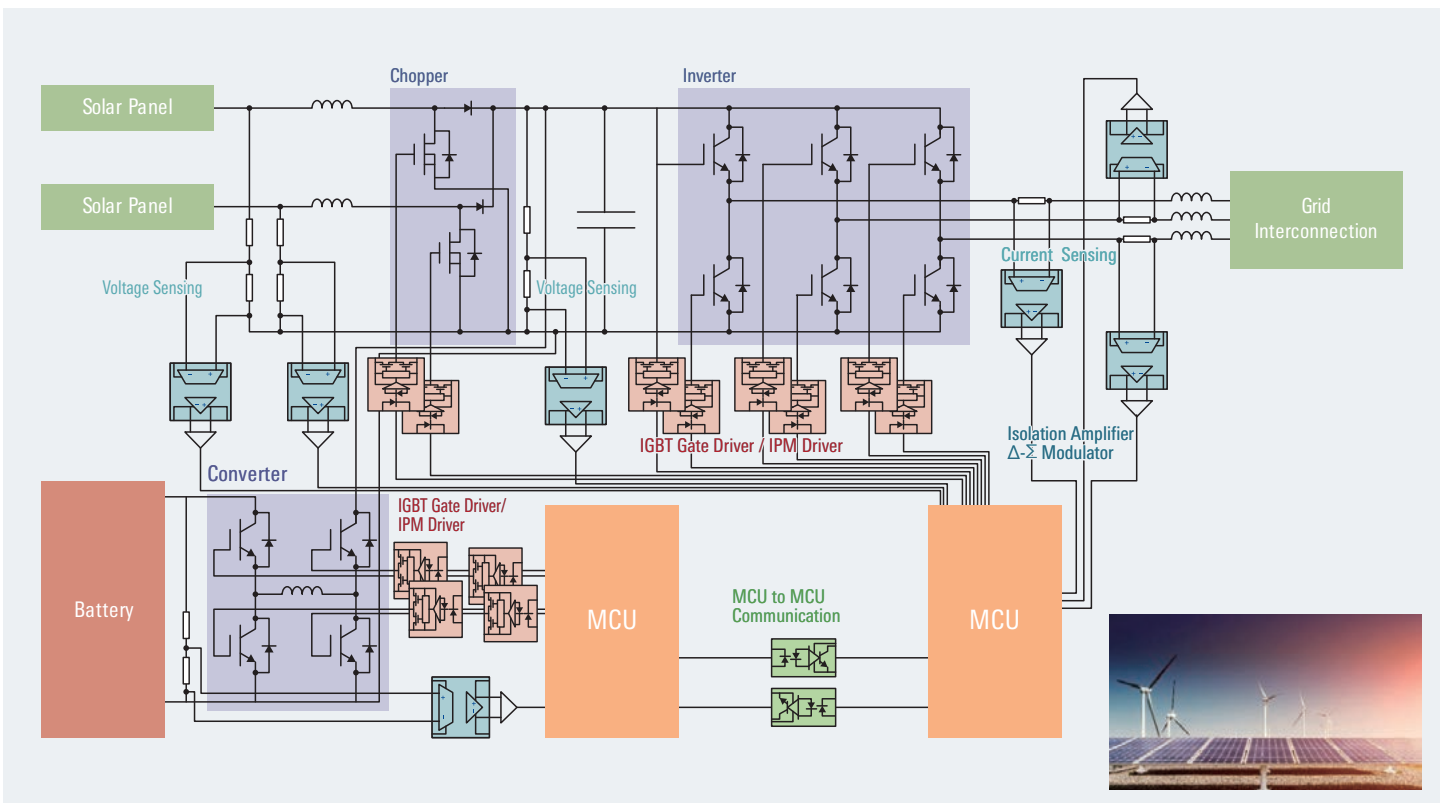 Chopper
Inverter
Solar Panel
Solar Panel
Grid
Interconnection
Voltage Sensing
Voltage Sensing
Current Sensing
IGBT Gate Driver / IPM Driver
Isolation Amplifier
Δ-Σ Modulator
Converter
IGBT Gate Driver/
IPM Driver
Battery
MCU
MCU to MCU
Communication
MCU